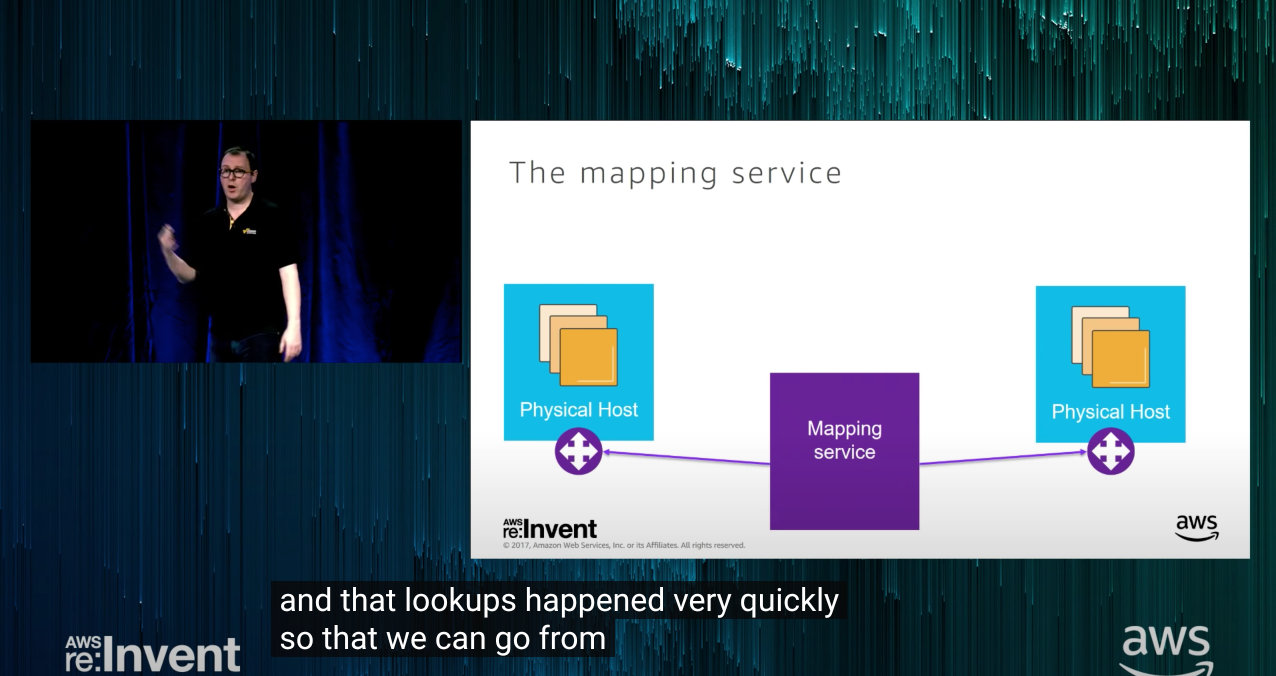 The mapping service
Physical Host
Physical Host
Mapping
service
AWS
re:Invent
© 2017, Amazon Web Services, Inc. or its Affiliates. All rights reserved.
aws
and that lookups happened very quickly
so that we can go from
AWS
re:Invent
aws